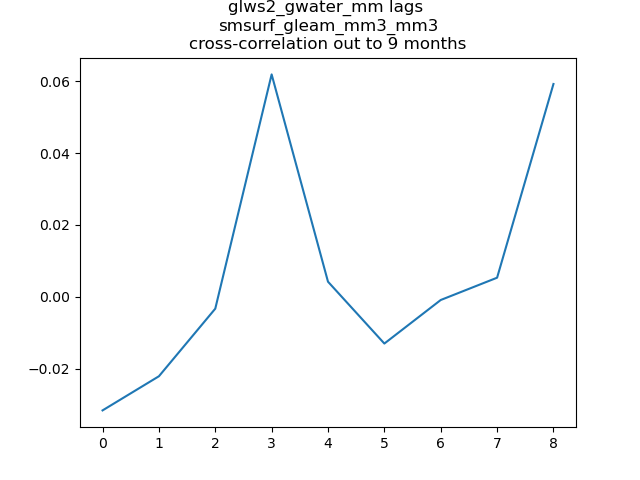 glws2_gwater_mm lags
smsurf_gleam_mm3_mm3
cross-correlation out to 9 months
0.06
0.04
0.02
0.00
−0.02
0 1 2 3 4 5 6 7 8